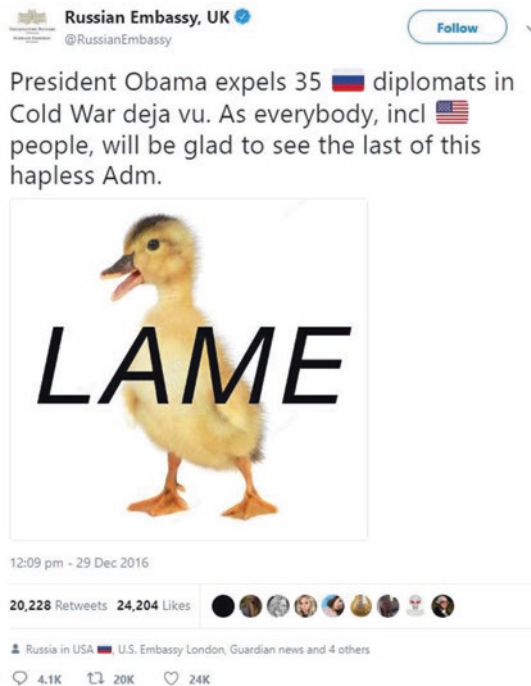 Russian Embassy, UK
@RussianEmbassy
Follow
President Obama expels 35 🇷🇺 diplomats in
Cold War deja vu. As everybody, incl 🇺🇸
people, will be glad to see the last of this
hapless Adm.
LAME
12:09 pm - 29 Dec 2016
20,228 Retweets 24,204 Likes
Russia in USA 🇷🇺, U.S. Embassy London, Guardian news and 4 others
4.1K 20K 24K